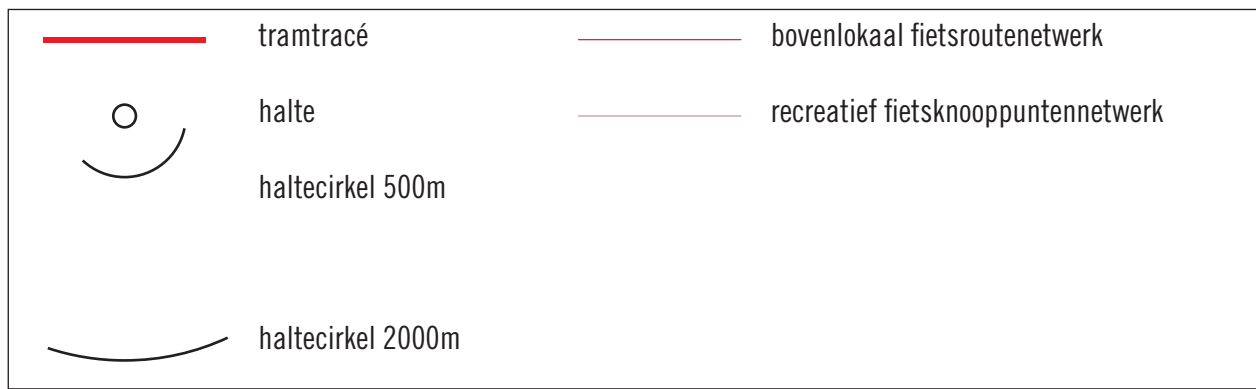 tramtracé
halte
haltecirkel 500m
haltecirkel 2000m
bovenlokaal fietsroutenetwerk
recreatief fietsknooppuntennetwerk